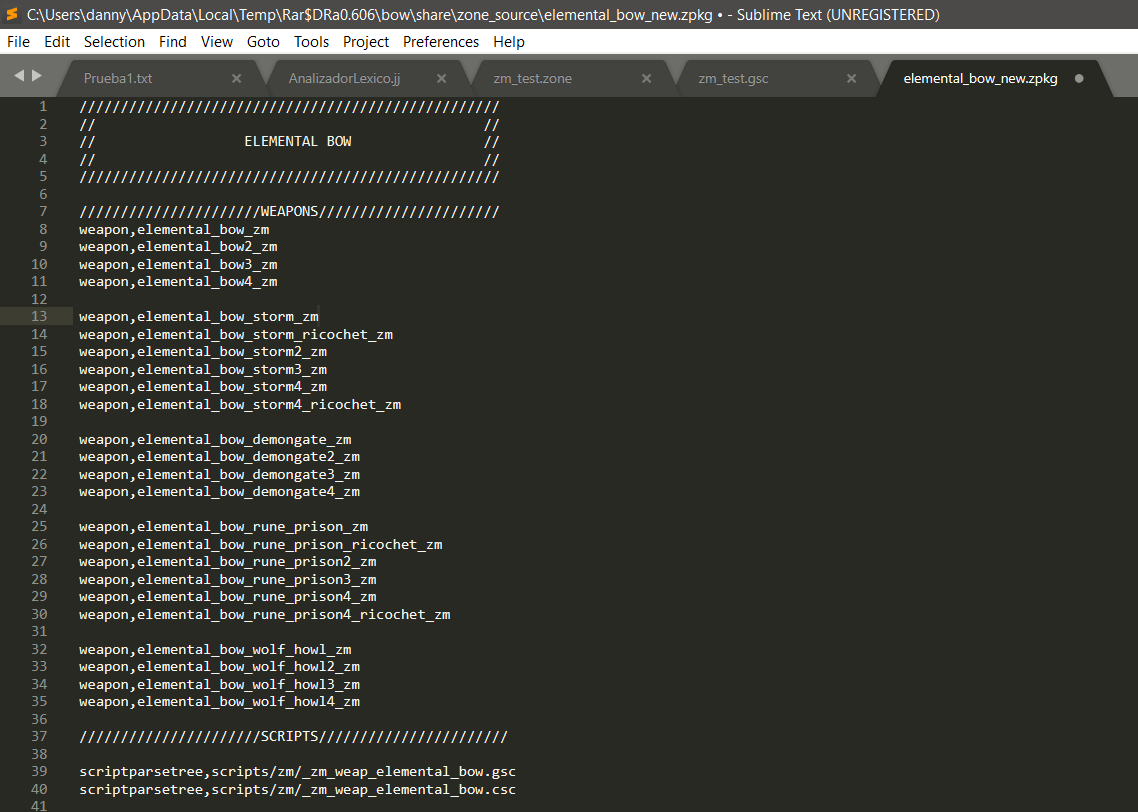 C:\Users\danny\AppData\Local\Temp\Rar$DRa0.606\bow\share\zone_source\elemental_bow_new.zpkg • - Sublime Text (UNREGISTERED)
File Edit Selection Find View Goto Tools Project Preferences Help
Prueba1.txt AnalizadorLexico.jj zm_test.zone zm_test.gsc elemental_bow_new.zpkg
1 ///////////////////////////////////////////////////
2 // //
3 // ELEMENTAL BOW //
4 // //
5 ///////////////////////////////////////////////////
6
7 //////////////////////WEAPONS//////////////////////
8 weapon,elemental_bow_zm
9 weapon,elemental_bow2_zm
10 weapon,elemental_bow3_zm
11 weapon,elemental_bow4_zm
12
13 weapon,elemental_bow_storm_zm
14 weapon,elemental_bow_storm_ricochet_zm
15 weapon,elemental_bow_storm2_zm
16 weapon,elemental_bow_storm3_zm
17 weapon,elemental_bow_storm4_zm
18 weapon,elemental_bow_storm4_ricochet_zm
19
20 weapon,elemental_bow_demongate_zm
21 weapon,elemental_bow_demongate2_zm
22 weapon,elemental_bow_demongate3_zm
23 weapon,elemental_bow_demongate4_zm
24
25 weapon,elemental_bow_rune_prison_zm
26 weapon,elemental_bow_rune_prison_ricochet_zm
27 weapon,elemental_bow_rune_prison2_zm
28 weapon,elemental_bow_rune_prison3_zm
29 weapon,elemental_bow_rune_prison4_zm
30 weapon,elemental_bow_rune_prison4_ricochet_zm
31
32 weapon,elemental_bow_wolf_howl_zm
33 weapon,elemental_bow_wolf_howl2_zm
34 weapon,elemental_bow_wolf_howl3_zm
35 weapon,elemental_bow_wolf_howl4_zm
36
37 //////////////////////SCRIPTS///////////////////////
38
39 scriptparsetree,scripts/zm/_zm_weap_elemental_bow.gsc
40 scriptparsetree,scripts/zm/_zm_weap_elemental_bow.csc
41